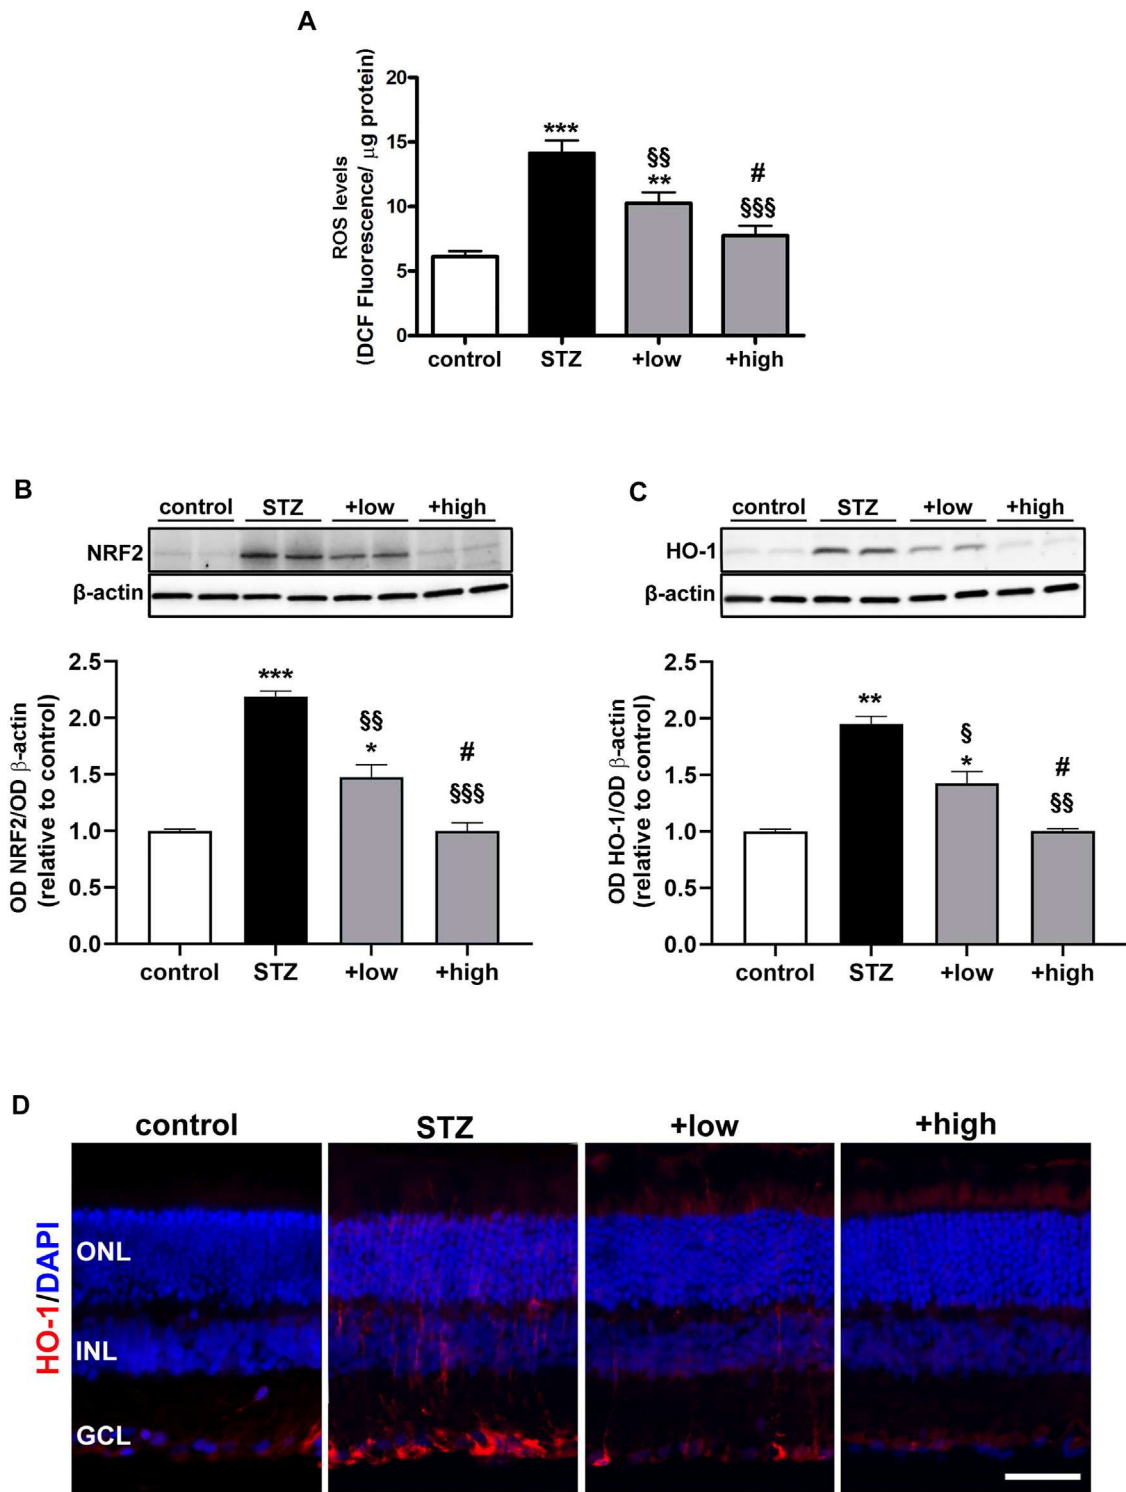 A
ROS levels
(DCF Fluorescence/ μg protein)
20
15
10
5
0
***
§§
**
#
§§§
control STZ +low +high
B
control STZ +low +high
NRF2
β-actin
OD NRF2/OD β-actin
(relative to control)
2.5
2.0
1.5
1.0
0.5
0.0
***
§§
*
#
§§§
control STZ +low +high
C
control STZ +low +high
HO-1
β-actin
OD HO-1/OD β-actin
(relative to control)
2.5
2.0
1.5
1.0
0.5
0.0
**
§
*
#
§§
control STZ +low +high
D
control STZ +low +high
HO-1/DAPI
ONL
INL
GCL